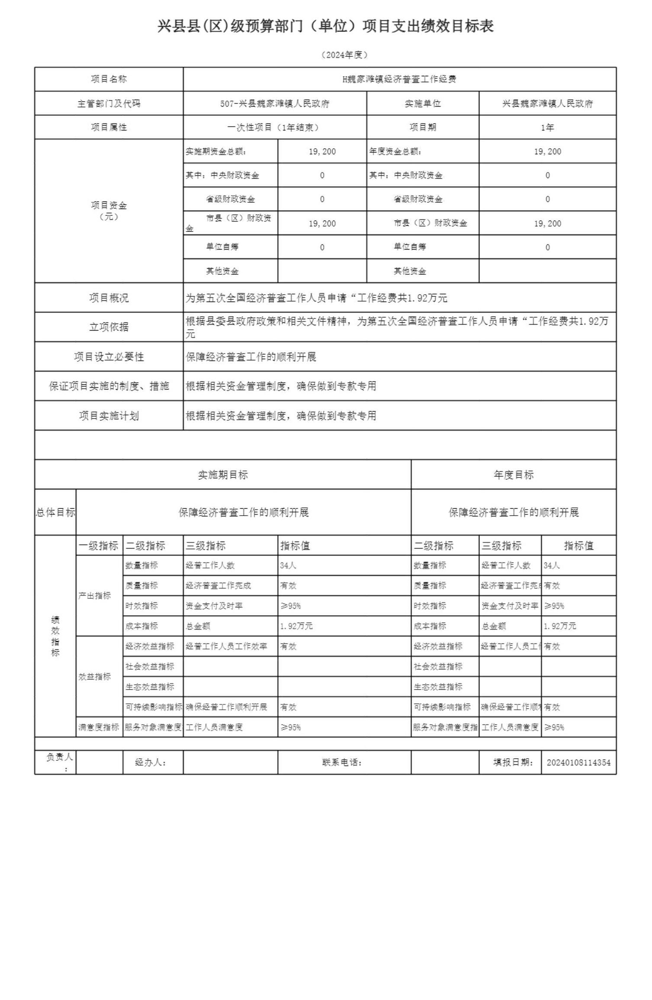 兴县县(区)级预算部门（单位）项目支出绩效目标表
（2024年度）
项目名称 H魏家滩镇经济普查工作经费
主管部门及代码 507-兴县魏家滩镇人民政府 实施单位 兴县魏家滩镇人民政府
项目属性 一次性项目（1年结束） 项目期 1年
项目资金
（元）
实施期资金总额： 19,200 年度资金总额： 19,200
其中：中央财政资金 0 其中：中央财政资金 0
省级财政资金 0 省级财政资金 0
市县（区）财政资
金 19,200 市县（区）财政资金 19,200
单位自筹 0 单位自筹 0
其他资金 其他资金
项目概况 为第五次全国经济普查工作人员申请“工作经费共1.92万元
立项依据 根据县委县政府政策和相关文件精神，为第五次全国经济普查工作人员申请“工作经费共1.92万
元
项目设立必要性 保障经济普查工作的顺利开展
保证项目实施的制度、措施 根据相关资金管理制度，确保做到专款专用
项目实施计划 根据相关资金管理制度，确保做到专款专用
实施期目标 年度目标
总体目标 保障经济普查工作的顺利开展 保障经济普查工作的顺利开展
绩
效
指
标
一级指标 二级指标 三级指标 指标值 二级指标 三级指标 指标值
产出指标
数量指标 经普工作人数 34人 数量指标 经普工作人数 34人
质量指标 经济普查工作完成 有效 质量指标 经济普查工作完成 有效
时效指标 资金支付及时率 ≥95% 时效指标 资金支付及时率 ≥95%
成本指标 总金额 1.92万元 成本指标 总金额 1.92万元
效益指标
经济效益指标 经普工作人员工作效率 有效 经济效益指标 经普工作人员工作 有效
社会效益指标 社会效益指标
生态效益指标 生态效益指标
可持续影响指标 确保经普工作顺利开展 有效 可持续影响指标 确保经普工作顺利 有效
满意度指标 服务对象满意度 工作人员满意度 ≥95% 服务对象满意度指 工作人员满意度 ≥95%
负责人
： 经办人： 联系电话： 填报日期： 20240108114354